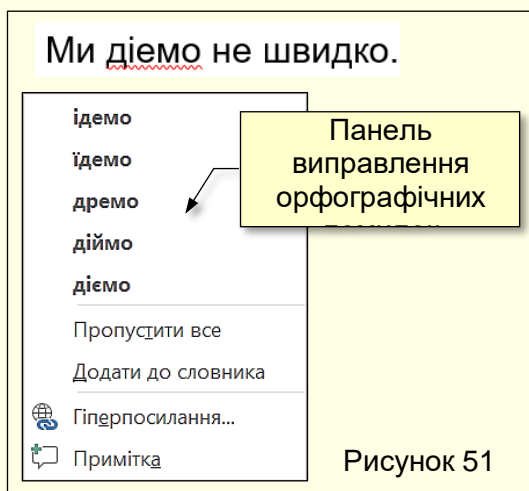 Ми діемо не швидко.
ідемо
їдемо
дремо
діймо
діємо
Пропустити все
Додати до словника
Гіперпосилання...
Примітка
Панель
виправлення
орфографічних
Рисунок 51